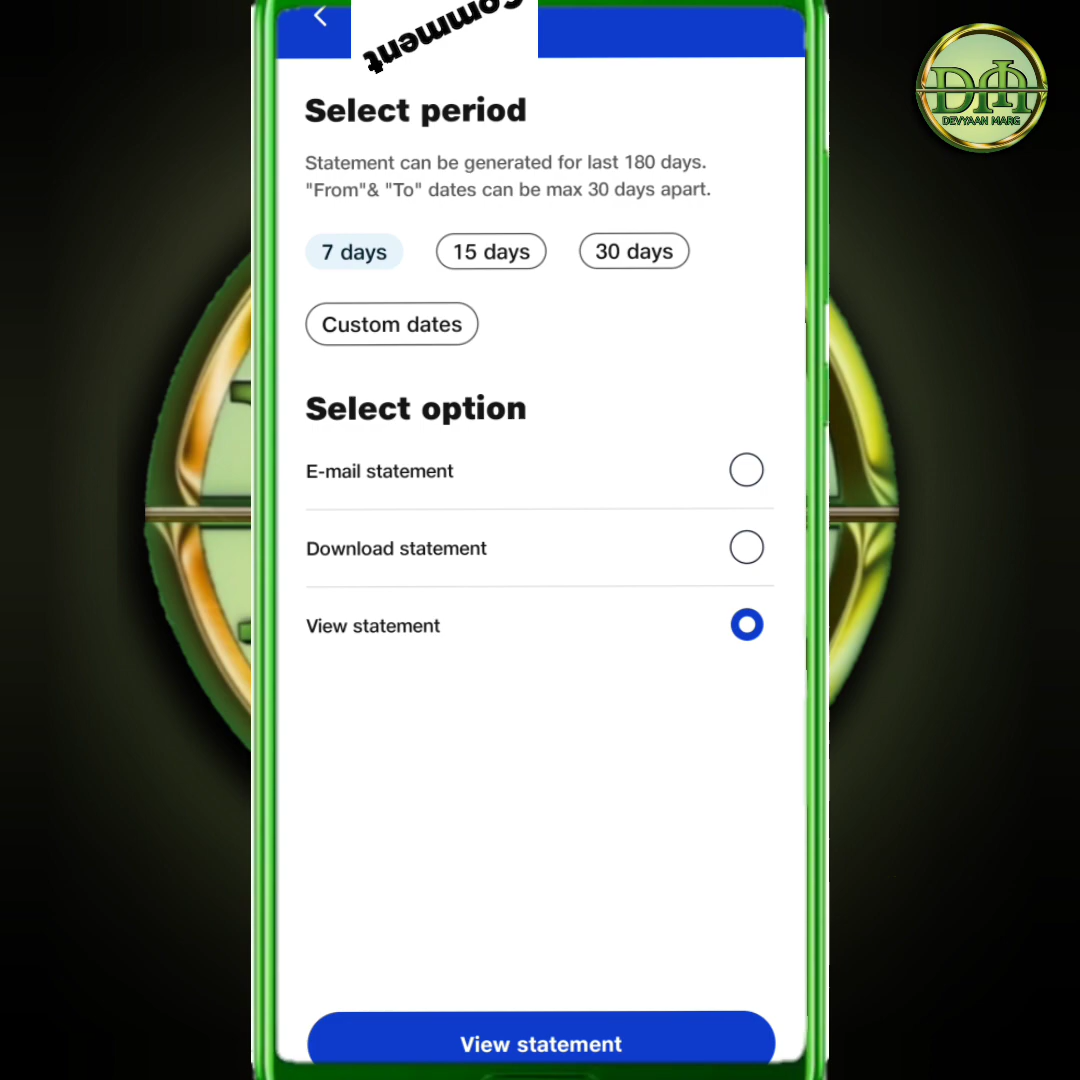 Comment
DM
DEVYAAN MARG
Select period
Statement can be generated for last 180 days.
"From"& "To" dates can be max 30 days apart.
7 days
15 days
30 days
Custom dates
Select option
E-mail statement
Download statement
View statement
View statement